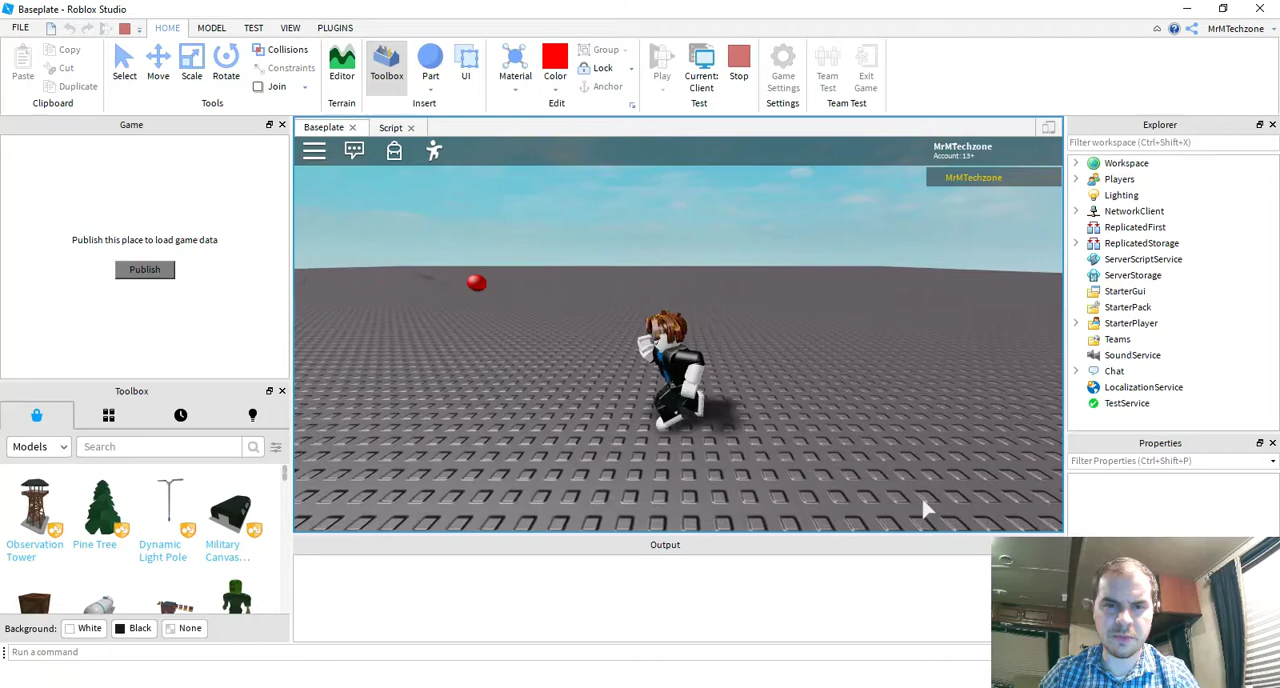 Baseplate - Roblox Studio
FILE HOME MODEL TEST VIEW PLUGINS MrMTechzone
Paste Copy Cut Duplicate Clipboard
Select Move Scale Rotate Collisions Constraints Join Tools
Editor Terrain
Toolbox Part UI Insert
Material Color Group Lock Anchor Edit
Play Current: Client Stop Test
Game Settings Settings
Team Test Exit Game Team Test
Game
Publish this place to load game data
Publish
Toolbox
Models Search
Observation Tower
Pine Tree
Dynamic Light Pole
Military Canvas...
Background: White Black None
Run a command
Baseplate Script
MrMTechzone
Account: 13+
MrMTechzone
Output
Explorer
Filter workspace (Ctrl+Shift+X)
Workspace
Players
Lighting
NetworkClient
ReplicatedFirst
ReplicatedStorage
ServerScriptService
ServerStorage
StarterGui
StarterPack
StarterPlayer
Teams
SoundService
Chat
LocalizationService
TestService
Properties
Filter Properties (Ctrl+Shift+P)